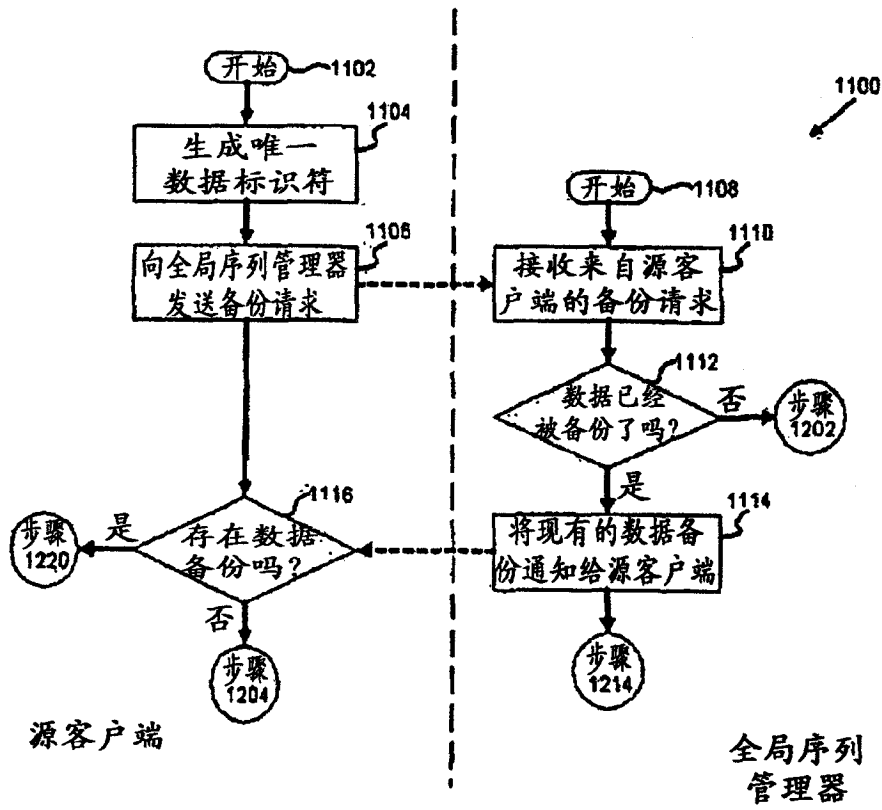 开始
1102
1104
生成唯一
数据标识符
1106
向全局序列管理器
发送备份请求
1116
存在数据
备份吗?
是
步骤
1220
否
步骤
1204
源客户端
1100
开始
1108
1110
接收来自源客
户端的备份请求
1112
数据已经
被备份了吗?
否
步骤
1202
是
1114
将现有的数据备
份通知给源客户端
步骤
1214
全局序列
管理器